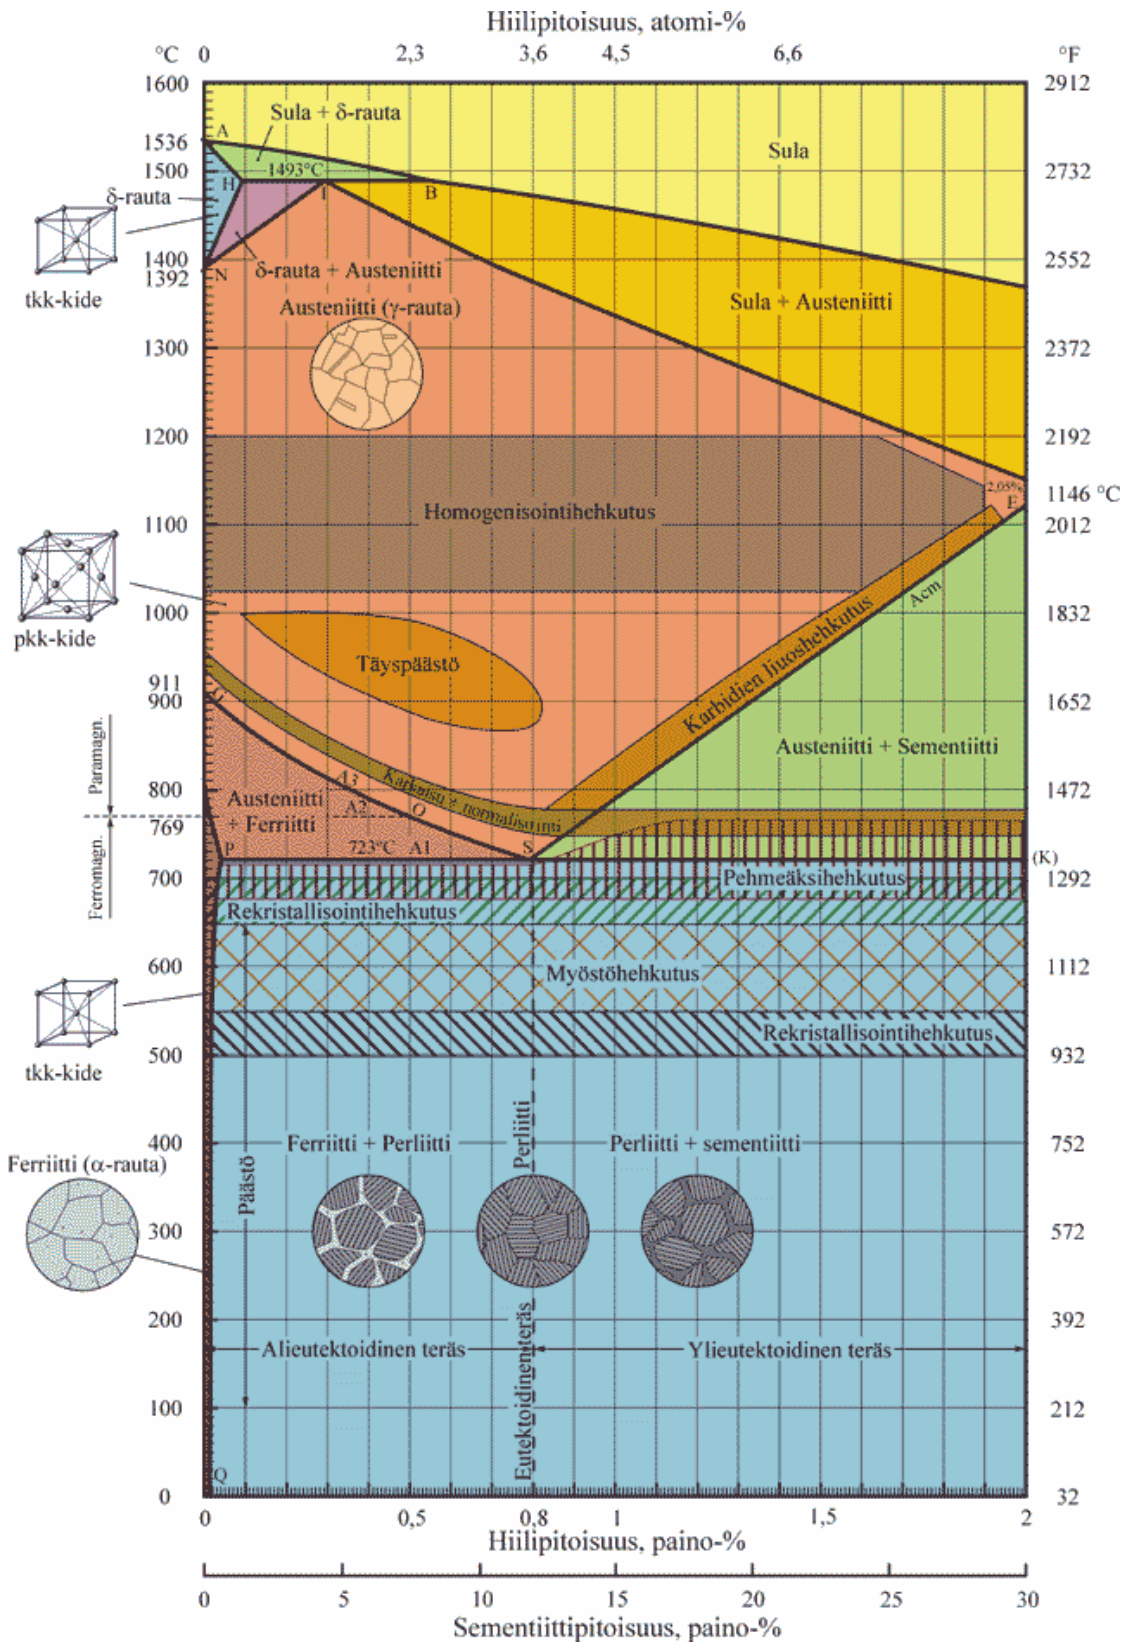 Hiilipitoisuus, atomi-%
°C 0 2,3 3,6 4,5 6,6 °F
1600 2912
Sula + δ-rauta
A
1536
Sula
1500 1493°C 2732
H I B
δ-rauta
1400 2552
1392 N
δ-rauta + Austeniitti
tkk-kide
Sula + Austeniitti
Austeniitti (γ-rauta)
1300 2372
1200 2192
2,05%
1146 °C
E
Homogenisointihehkutus
1100 2012
Acm
1000 1832
pkk-kide
Karbidien liuoshehkutus
Täyspäästö
911
G
900 1652
Paramagn.
Austeniitti + Sementiitti
A3
Karkaisu + normalisointi
800 1472
Austeniitti
+ Ferriitti
A2 O
769
P 723°C A1 S (K)
Ferromagn.
700 Pehmeäksihehkutus 1292
Rekristallisointihehkutus
600 Myöstöhehkutus 1112
Rekristallisointihehkutus
500 932
tkk-kide
Perliitti
400 752
Ferriitti + Perliitti Perliitti + sementiitti
Ferriitti (α-rauta)
Päästö
300 572
200 392
Alieutektoidinen teräs Ylieutektoidinen teräs
Eutektoidinen teräs
100 212
Q
0 32
0 0,5 0,8 1 1,5 2
Hiilipitoisuus, paino-%
0 5 10 15 20 25 30
Sementiittipitoisuus, paino-%